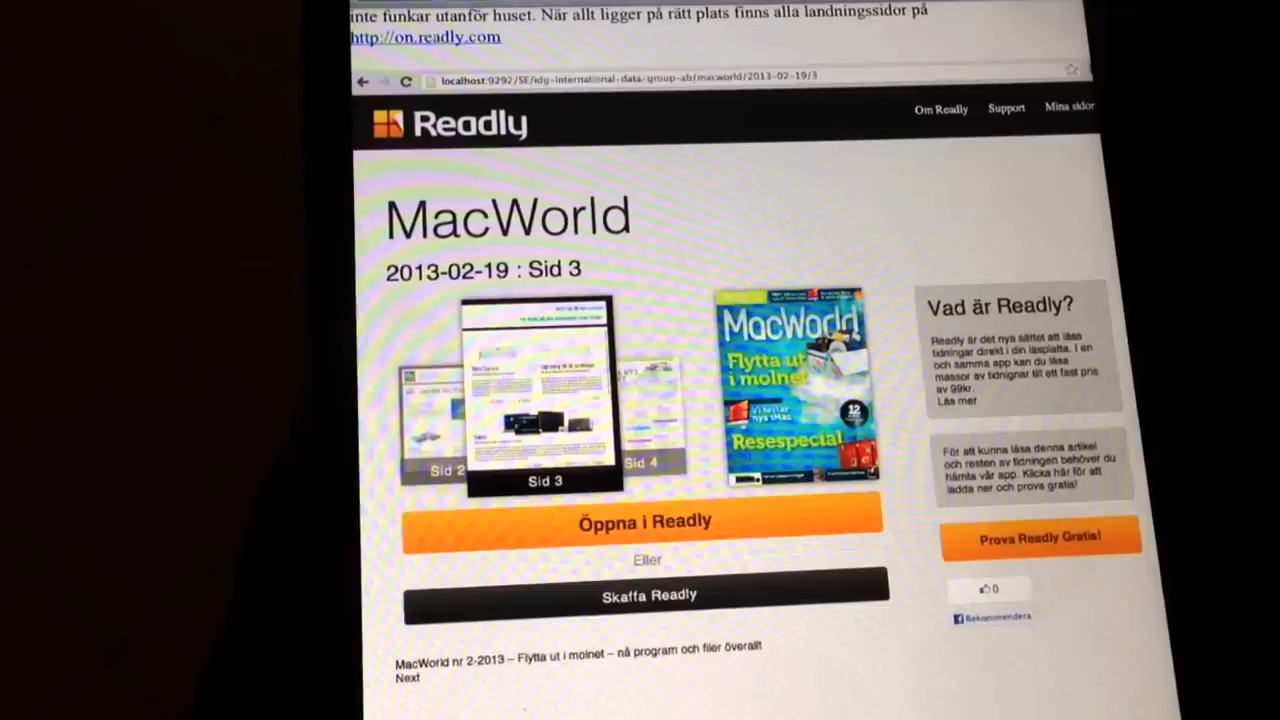 inte funkar utanför huset. När allt ligger på rätt plats finns alla landningssidor på
http://on.readly.com
localhost:9292/SE/idg-international-data-group-ab/macworld/2013-02-19/3
Readly
Om Readly Support Mina sidor
MacWorld
2013-02-19 : Sid 3
Sid 2
Sid 3
Sid 4
MacWorld
Flytta ut
i molnet
Vi testar
nya iMac
12
Resespecial
Öppna i Readly
Eller
Skaffa Readly
MacWorld nr 2-2013 – Flytta ut i molnet – nå program och filer överallt
Next
Vad är Readly?
Readly är det nya sättet att läsa
tidningar direkt i din läsplatta. I en
och samma app kan du läsa
massor av tidnignar till ett fast pris
av 99kr.
Läs mer
För att kunna läsa denna artikel
och resten av tidningen behöver du
hämta vår app. Klicka här för att
ladda ner och prova gratis!
Prova Readly Gratis!
0
Rekommendera